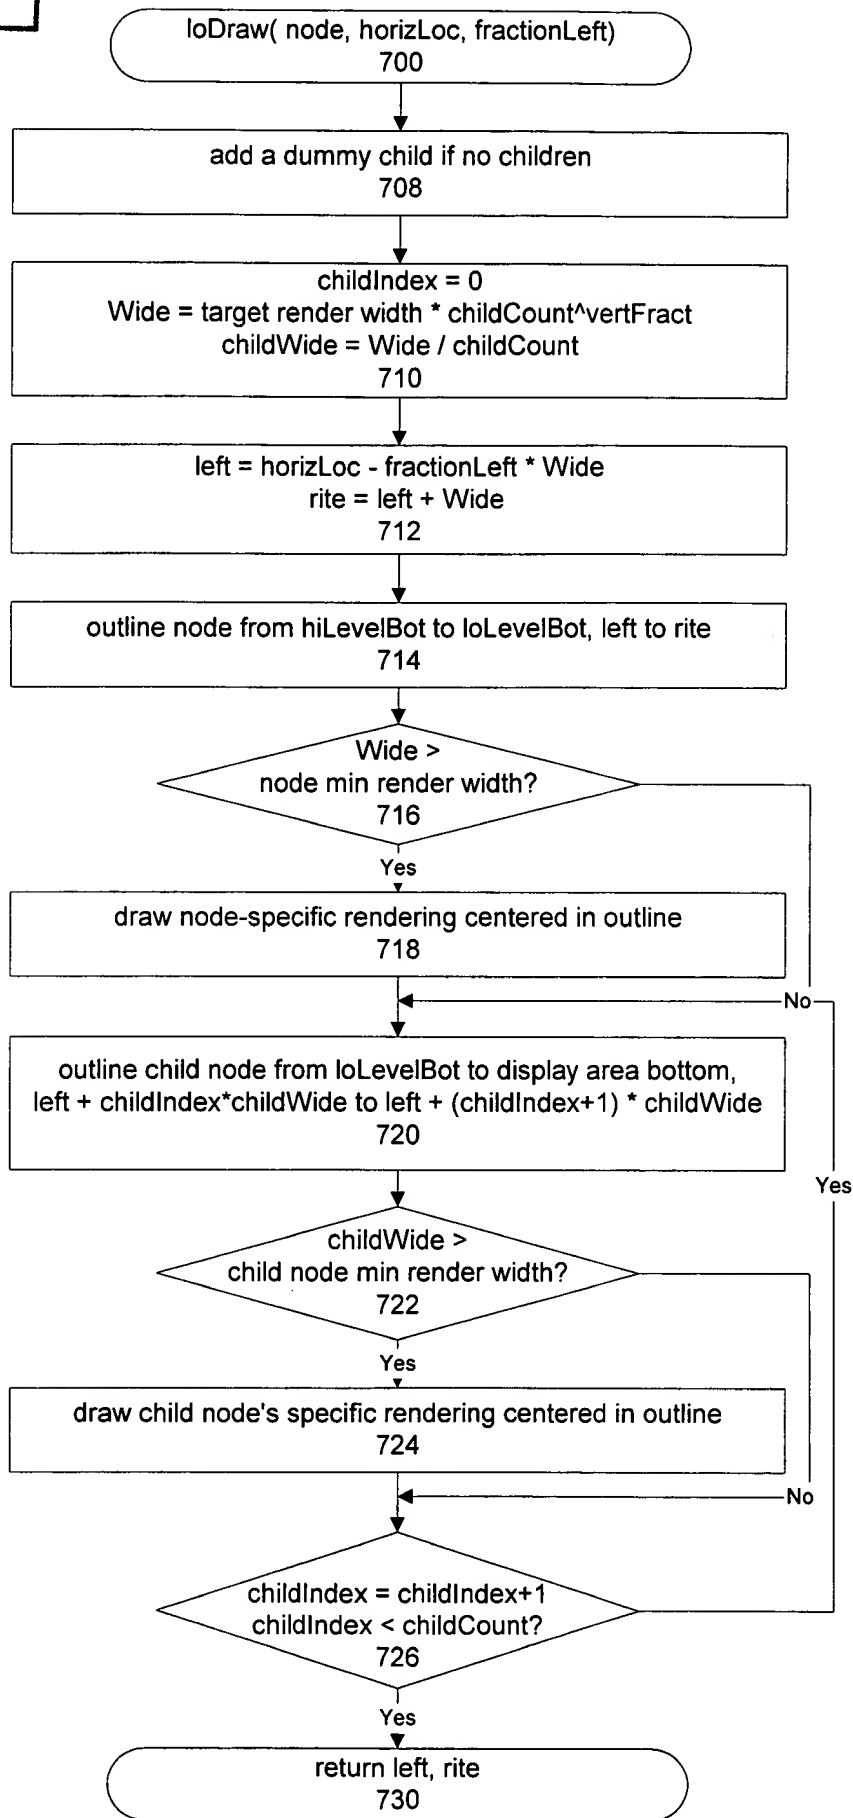 loDraw( node, horizLoc, fractionLeft)
700
add a dummy child if no children
708
childIndex = 0
Wide = target render width * childCount^vertFract
childWide = Wide / childCount
710
left = horizLoc - fractionLeft * Wide
rite = left + Wide
712
outline node from hiLevelBot to loLevelBot, left to rite
714
Wide >
node min render width?
716
Yes
draw node-specific rendering centered in outline
718
No
outline child node from loLevelBot to display area bottom,
left + childIndex*childWide to left + (childIndex+1) * childWide
720
Yes
childWide >
child node min render width?
722
Yes
draw child node's specific rendering centered in outline
724
No
childIndex = childIndex+1
childIndex < childCount?
726
Yes
return left, rite
730